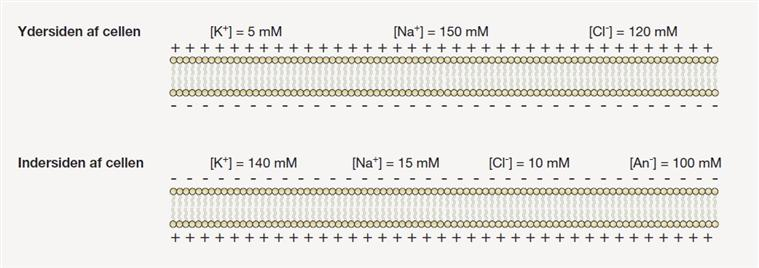 Ydersiden af cellen [K⁺] = 5 mM [Na⁺] = 150 mM [Cl⁻] = 120 mM
+ + + + + + + + + + + + + + + + + + + + + + + + + + + + + + + + + + + +
- - - - - - - - - - - - - - - - - - - - - - - - - - - - - - - - - - -
Indersiden af cellen [K⁺] = 140 mM [Na⁺] = 15 mM [Cl⁻] = 10 mM [An⁻] = 100 mM
- - - - - - - - - - - - - - - - - - - - - - - - - - - - - - - - - - -
+ + + + + + + + + + + + + + + + + + + + + + + + + + + + + + + + + + + +